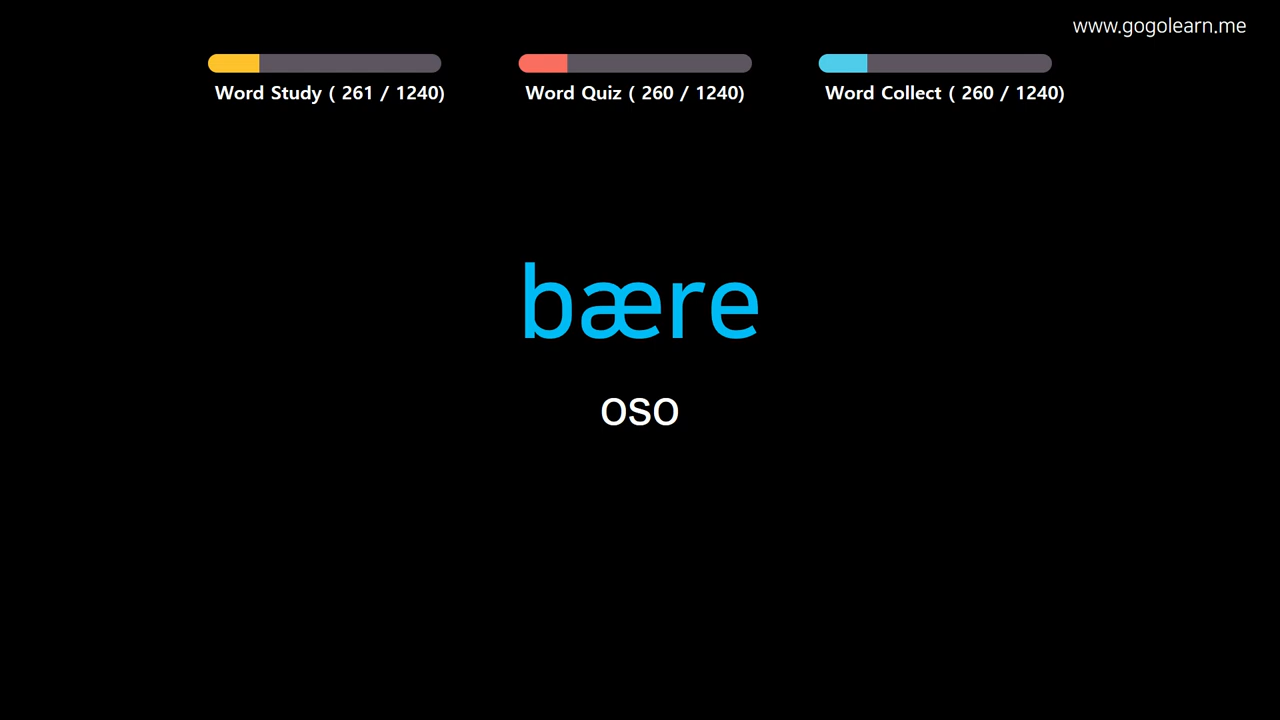 www.gogolearn.me
Word Study ( 261 / 1240)
Word Quiz ( 260 / 1240)
Word Collect ( 260 / 1240)
bære
oso